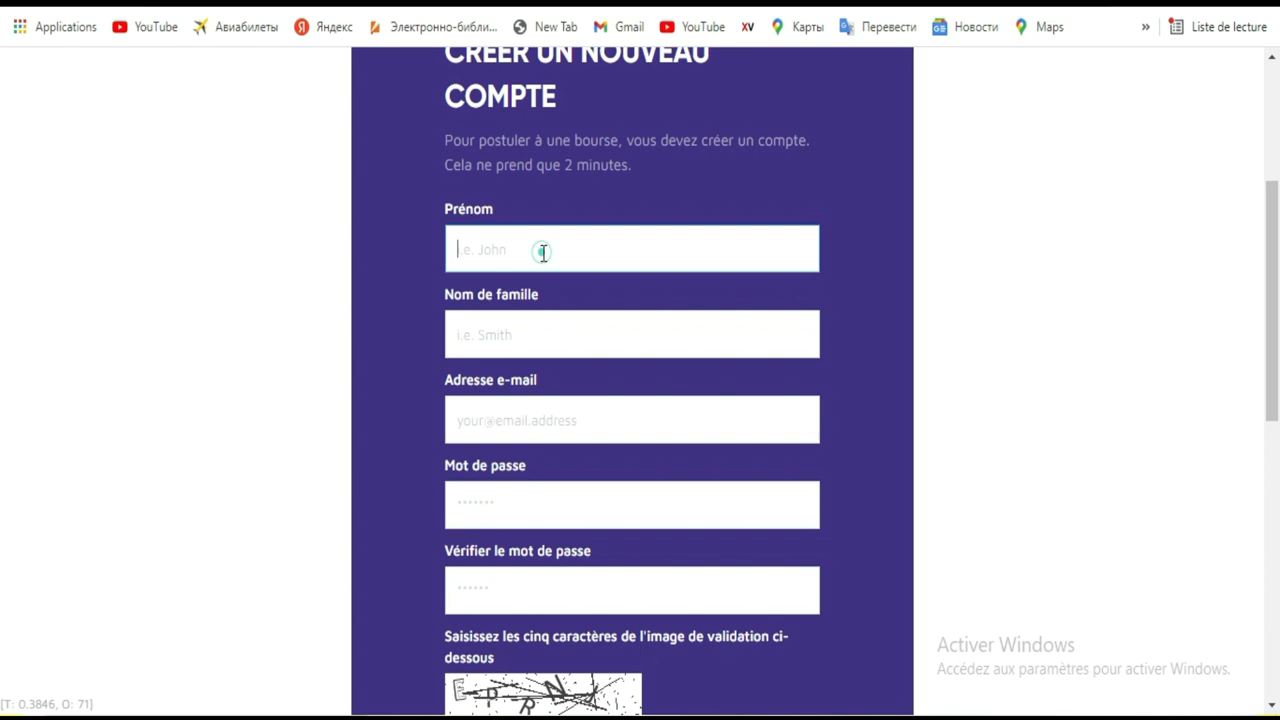 Applications YouTube Авиабилеты Яндекс Электронно-библи... New Tab Gmail YouTube XV Карты Перевести Новости Maps » Liste de lecture
CRÉER UN NOUVEAU
COMPTE
Pour postuler à une bourse, vous devez créer un compte.
Cela ne prend que 2 minutes.
Prénom
i.e. John
Nom de famille
i.e. Smith
Adresse e-mail
your@email.address
Mot de passe
Vérifier le mot de passe
Saisissez les cinq caractères de l'image de validation ci-
dessous
Activer Windows
Accédez aux paramètres pour activer Windows.
[T: 0.3846, O: 71]